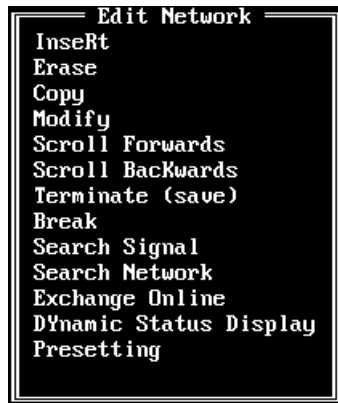 Edit Network
InseRt
Erase
Copy
Modify
Scroll Forwards
Scroll BacKwards
Terminate (save)
Break
Search Signal
Search Network
Exchange Online
DYnamic Status Display
Presetting